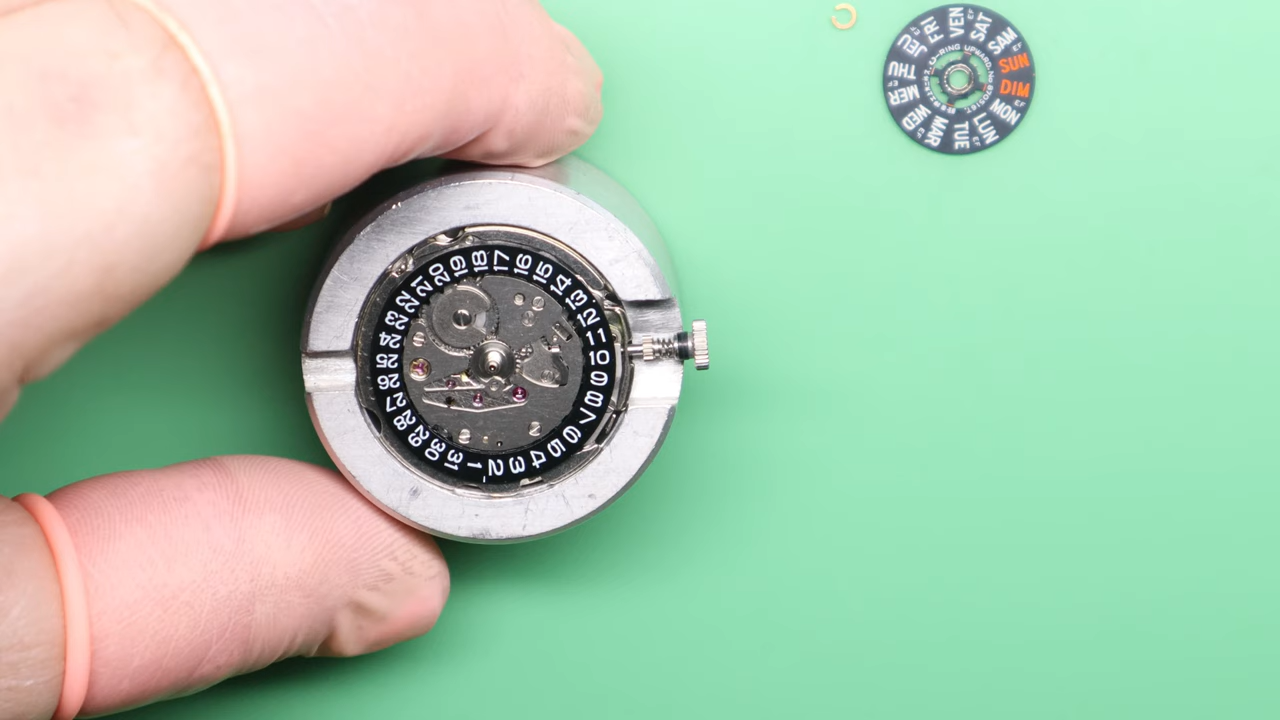 1
2
3
4
5
6
7
8
9
10
11
12
13
14
15
16
17
18
19
20
21
22
23
24
25
26
27
28
29
30
31
SUN
DIM
MON
LUN
TUE
MAR
WED
MER
THU
JEU
FRI
VEN
SAT
SAM
-RING UPWARD.